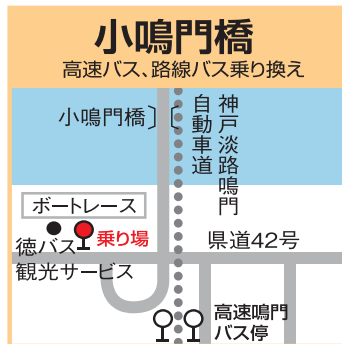 小鳴門橋
高速バス、路線バス乗り換え
小鳴門橋
神戸淡路鳴門
自動車道
ボートレース
乗り場
徳バス
観光サービス
県道42号
高速鳴門
バス停